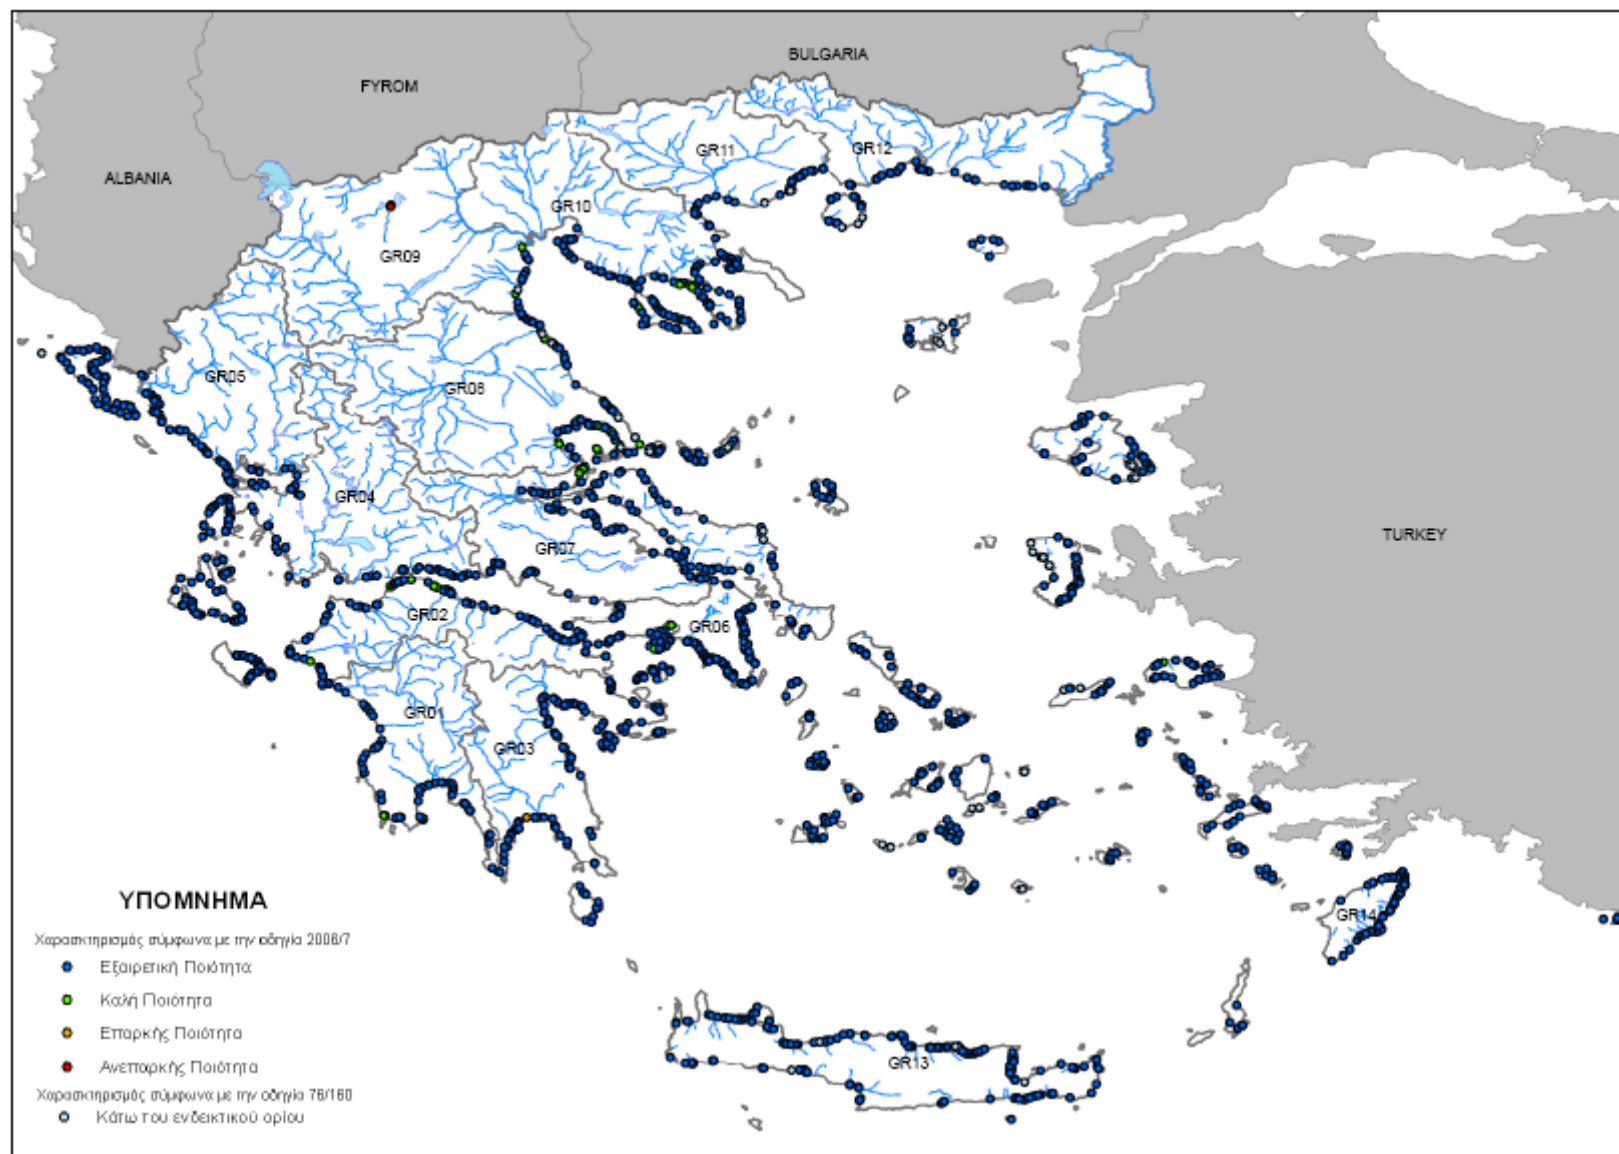 BULGARIA
FYROM
ALBANIA
GR11
GR12
GR10
GR09
GR05
GR08
GR04
GR07
TURKEY
GR02
GR06
GR01
GR03
GR14
GR13
ΥΠΟΜΝΗΜΑ
Χαρασκτηρισμός σύμφωνα με την οδηγία 2006/7
Εξαιρετική Ποιότητα
Καλή Ποιότητα
Επαρκής Ποιότητα
Ανεπαρκής Ποιότητα
Χαρασκτηρισμός σύμφωνα με την οδηγία 76/160
Κάτω του ενδεικτικού ορίου